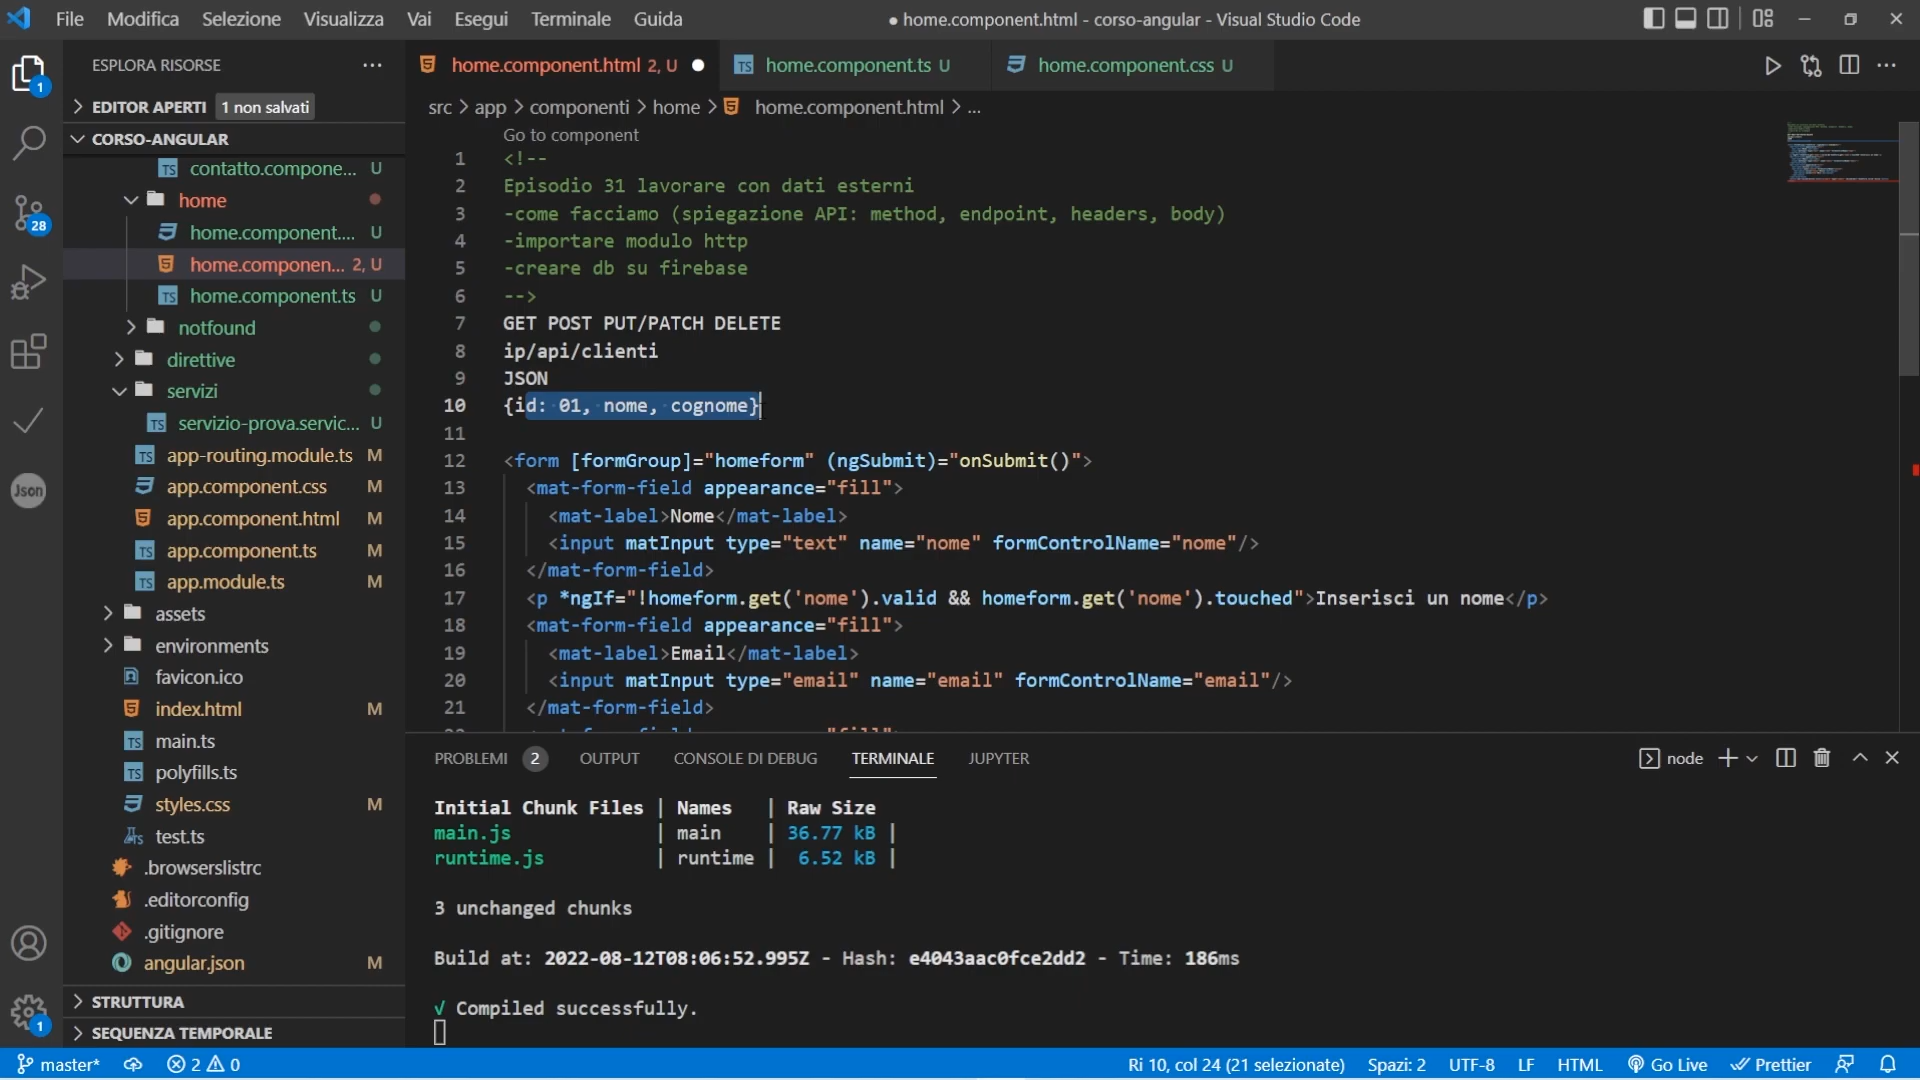 File Modifica Selezione Visualizza Vai Esegui Terminale Guida
● home.component.html - corso-angular - Visual Studio Code
ESPLORA RISORSE ...
EDITOR APERTI 1 non salvati
CORSO-ANGULAR
contatto.compone... U
home
home.component.... U
home.componen... 2, U
home.component.ts U
notfound
direttive
servizi
servizio-prova.servic... U
app-routing.module.ts M
app.component.css M
app.component.html M
app.component.ts M
app.module.ts M
assets
environments
favicon.ico
index.html M
main.ts
polyfills.ts
styles.css M
test.ts
.browserslistrc
.editorconfig
.gitignore
angular.json M
STRUTTURA
SEQUENZA TEMPORALE
1
28
Json
1
home.component.html 2, U
home.component.ts U
home.component.css U
src > app > componenti > home > home.component.html > ...
Go to component
1 <!--
2 Episodio 31 lavorare con dati esterni
3 -come facciamo (spiegazione API: method, endpoint, headers, body)
4 -importare modulo http
5 -creare db su firebase
6 -->
7 GET POST PUT/PATCH DELETE
8 ip/api/clienti
9 JSON
10 {id: 01, nome, cognome}
11
12 <form [formGroup]="homeform" (ngSubmit)="onSubmit()">
13 <mat-form-field appearance="fill">
14 <mat-label>Nome</mat-label>
15 <input matInput type="text" name="nome" formControlName="nome"/>
16 </mat-form-field>
17 <p *ngIf="!homeform.get('nome').valid && homeform.get('nome').touched">Inserisci un nome</p>
18 <mat-form-field appearance="fill">
19 <mat-label>Email</mat-label>
20 <input matInput type="email" name="email" formControlName="email"/>
21 </mat-form-field>
PROBLEMI 2 OUTPUT CONSOLE DI DEBUG TERMINALE JUPYTER
node
Initial Chunk Files | Names | Raw Size
main.js | main | 36.77 kB |
runtime.js | runtime | 6.52 kB |
3 unchanged chunks
Build at: 2022-08-12T08:06:52.995Z - Hash: e4043aac0fce2dd2 - Time: 186ms
√ Compiled successfully.
master* 2 0
Ri 10, col 24 (21 selezionate) Spazi: 2 UTF-8 LF HTML Go Live Prettier